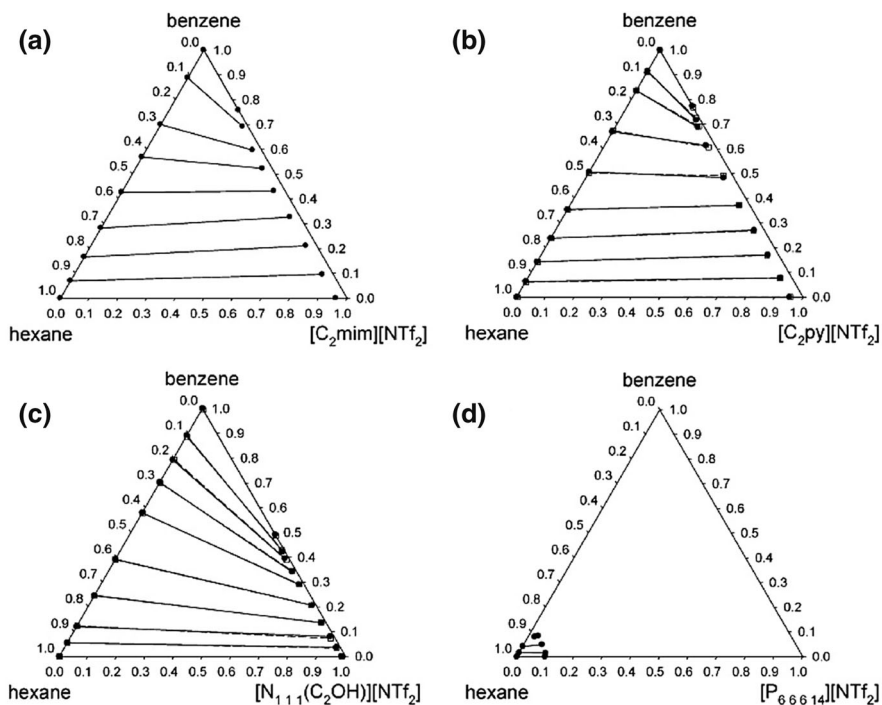 (a)
benzene
0.0 1.0
0.1 0.9
0.2 0.8
0.3 0.7
0.4 0.6
0.5 0.5
0.6 0.4
0.7 0.3
0.8 0.2
0.9 0.1
1.0 0.0
0.0 0.1 0.2 0.3 0.4 0.5 0.6 0.7 0.8 0.9 1.0
hexane [C2mim][NTf2]
(b)
benzene
0.0 1.0
0.1 0.9
0.2 0.8
0.3 0.7
0.4 0.6
0.5 0.5
0.6 0.4
0.7 0.3
0.8 0.2
0.9 0.1
1.0 0.0
0.0 0.1 0.2 0.3 0.4 0.5 0.6 0.7 0.8 0.9 1.0
hexane [C2py][NTf2]
(c)
benzene
0.0 1.0
0.1 0.9
0.2 0.8
0.3 0.7
0.4 0.6
0.5 0.5
0.6 0.4
0.7 0.3
0.8 0.2
0.9 0.1
1.0 0.0
0.0 0.1 0.2 0.3 0.4 0.5 0.6 0.7 0.8 0.9 1.0
hexane [N1 1 1(C2OH)][NTf2]
(d)
benzene
0.0 1.0
0.1 0.9
0.2 0.8
0.3 0.7
0.4 0.6
0.5 0.5
0.6 0.4
0.7 0.3
0.8 0.2
0.9 0.1
1.0 0.0
0.0 0.1 0.2 0.3 0.4 0.5 0.6 0.7 0.8 0.9 1.0
hexane [P6 6 6 14][NTf2]